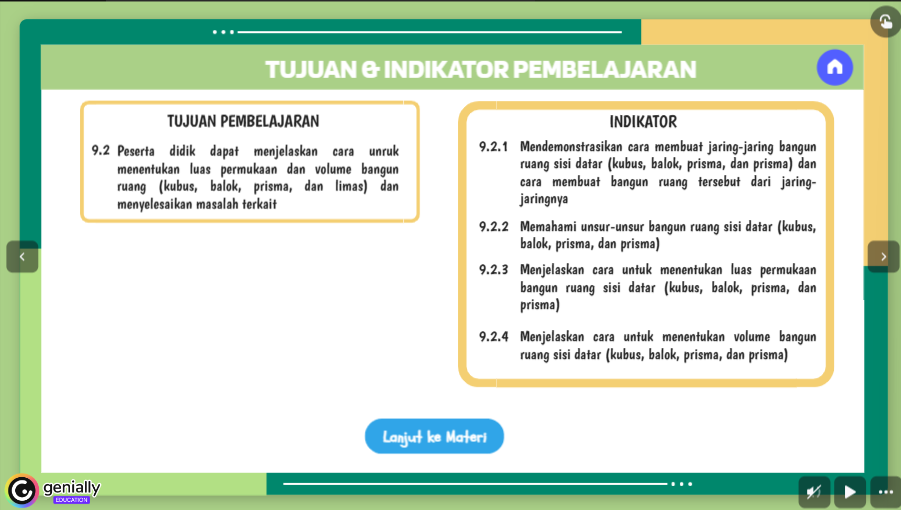 TUJUAN & INDIKATOR PEMBELAJARAN
TUJUAN PEMBELAJARAN
9.2 Peserta didik dapat menjelaskan cara unruk
menentukan luas permukaan dan volume bangun
ruang (kubus, balok, prisma, dan limas) dan
menyelesaikan masalah terkait
INDIKATOR
9.2.1 Mendemonstrasikan cara membuat jaring-jaring bangun
ruang sisi datar (kubus, balok, prisma, dan prisma) dan
cara membuat bangun ruang tersebut dari jaring-
jaringnya
9.2.2 Memahami unsur-unsur bangun ruang sisi datar (kubus,
balok, prisma, dan prisma)
9.2.3 Menjelaskan cara untuk menentukan luas permukaan
bangun ruang sisi datar (kubus, balok, prisma, dan
prisma)
9.2.4 Menjelaskan cara untuk menentukan volume bangun
ruang sisi datar (kubus, balok, prisma, dan prisma)
Lanjut ke Materi
genially
EDUCATION